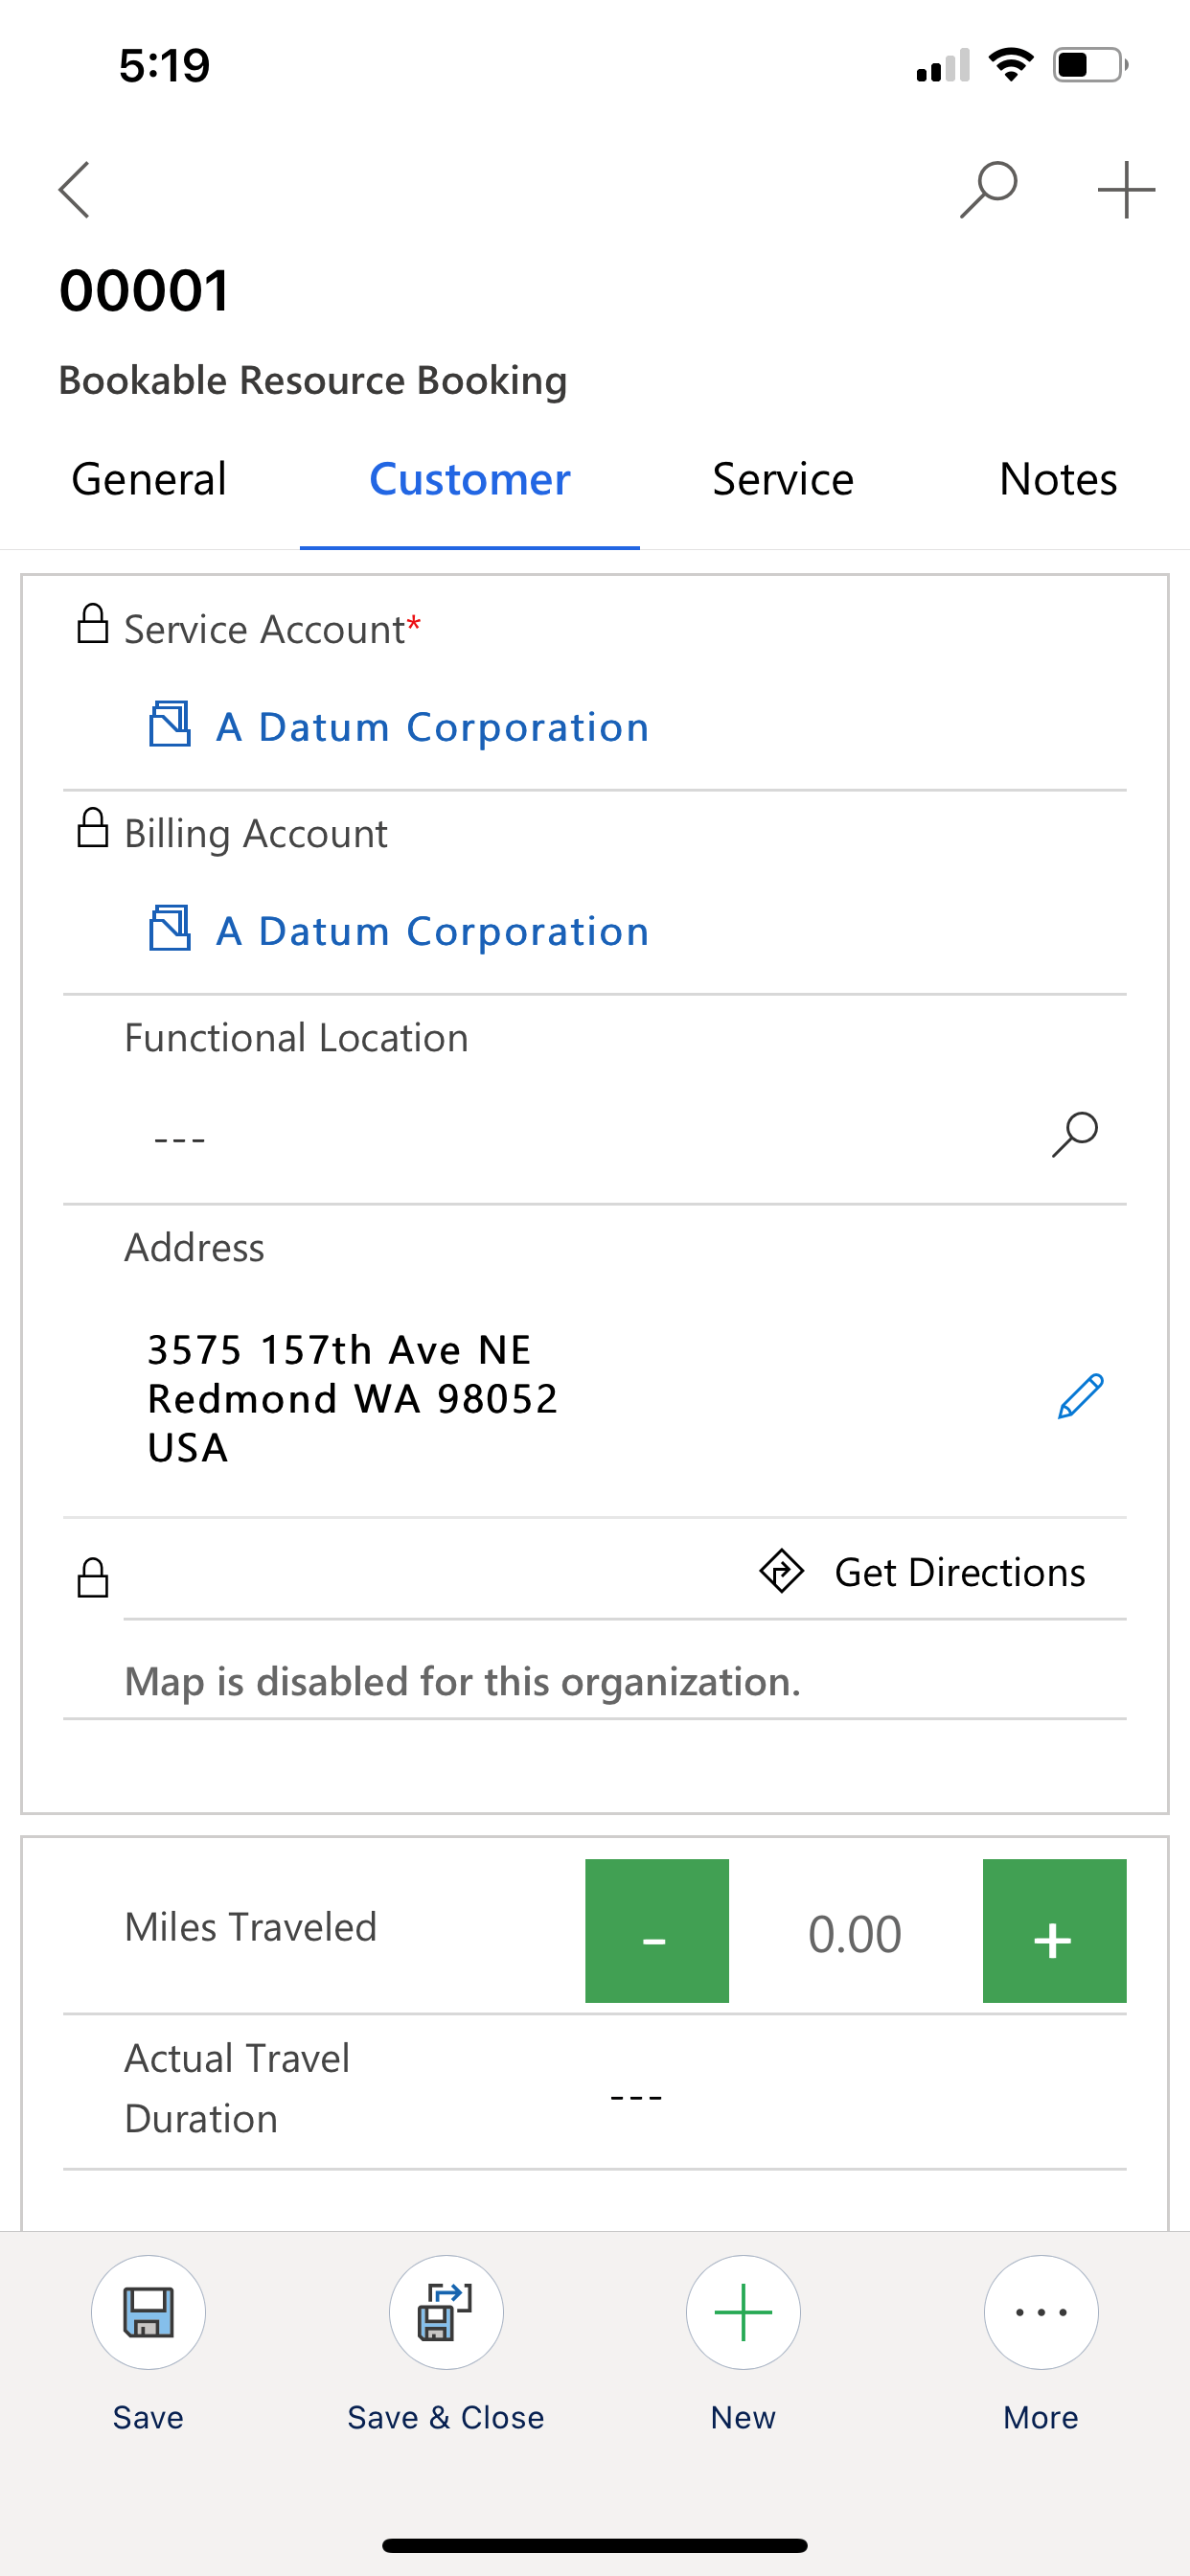 5:19
00001
Bookable Resource Booking
General Customer Service Notes
Service Account*
A Datum Corporation
Billing Account
A Datum Corporation
Functional Location
---
Address
3575 157th Ave NE
Redmond WA 98052
USA
Get Directions
Map is disabled for this organization.
Miles Traveled - 0.00 +
Actual Travel
Duration
---
Save Save & Close New More